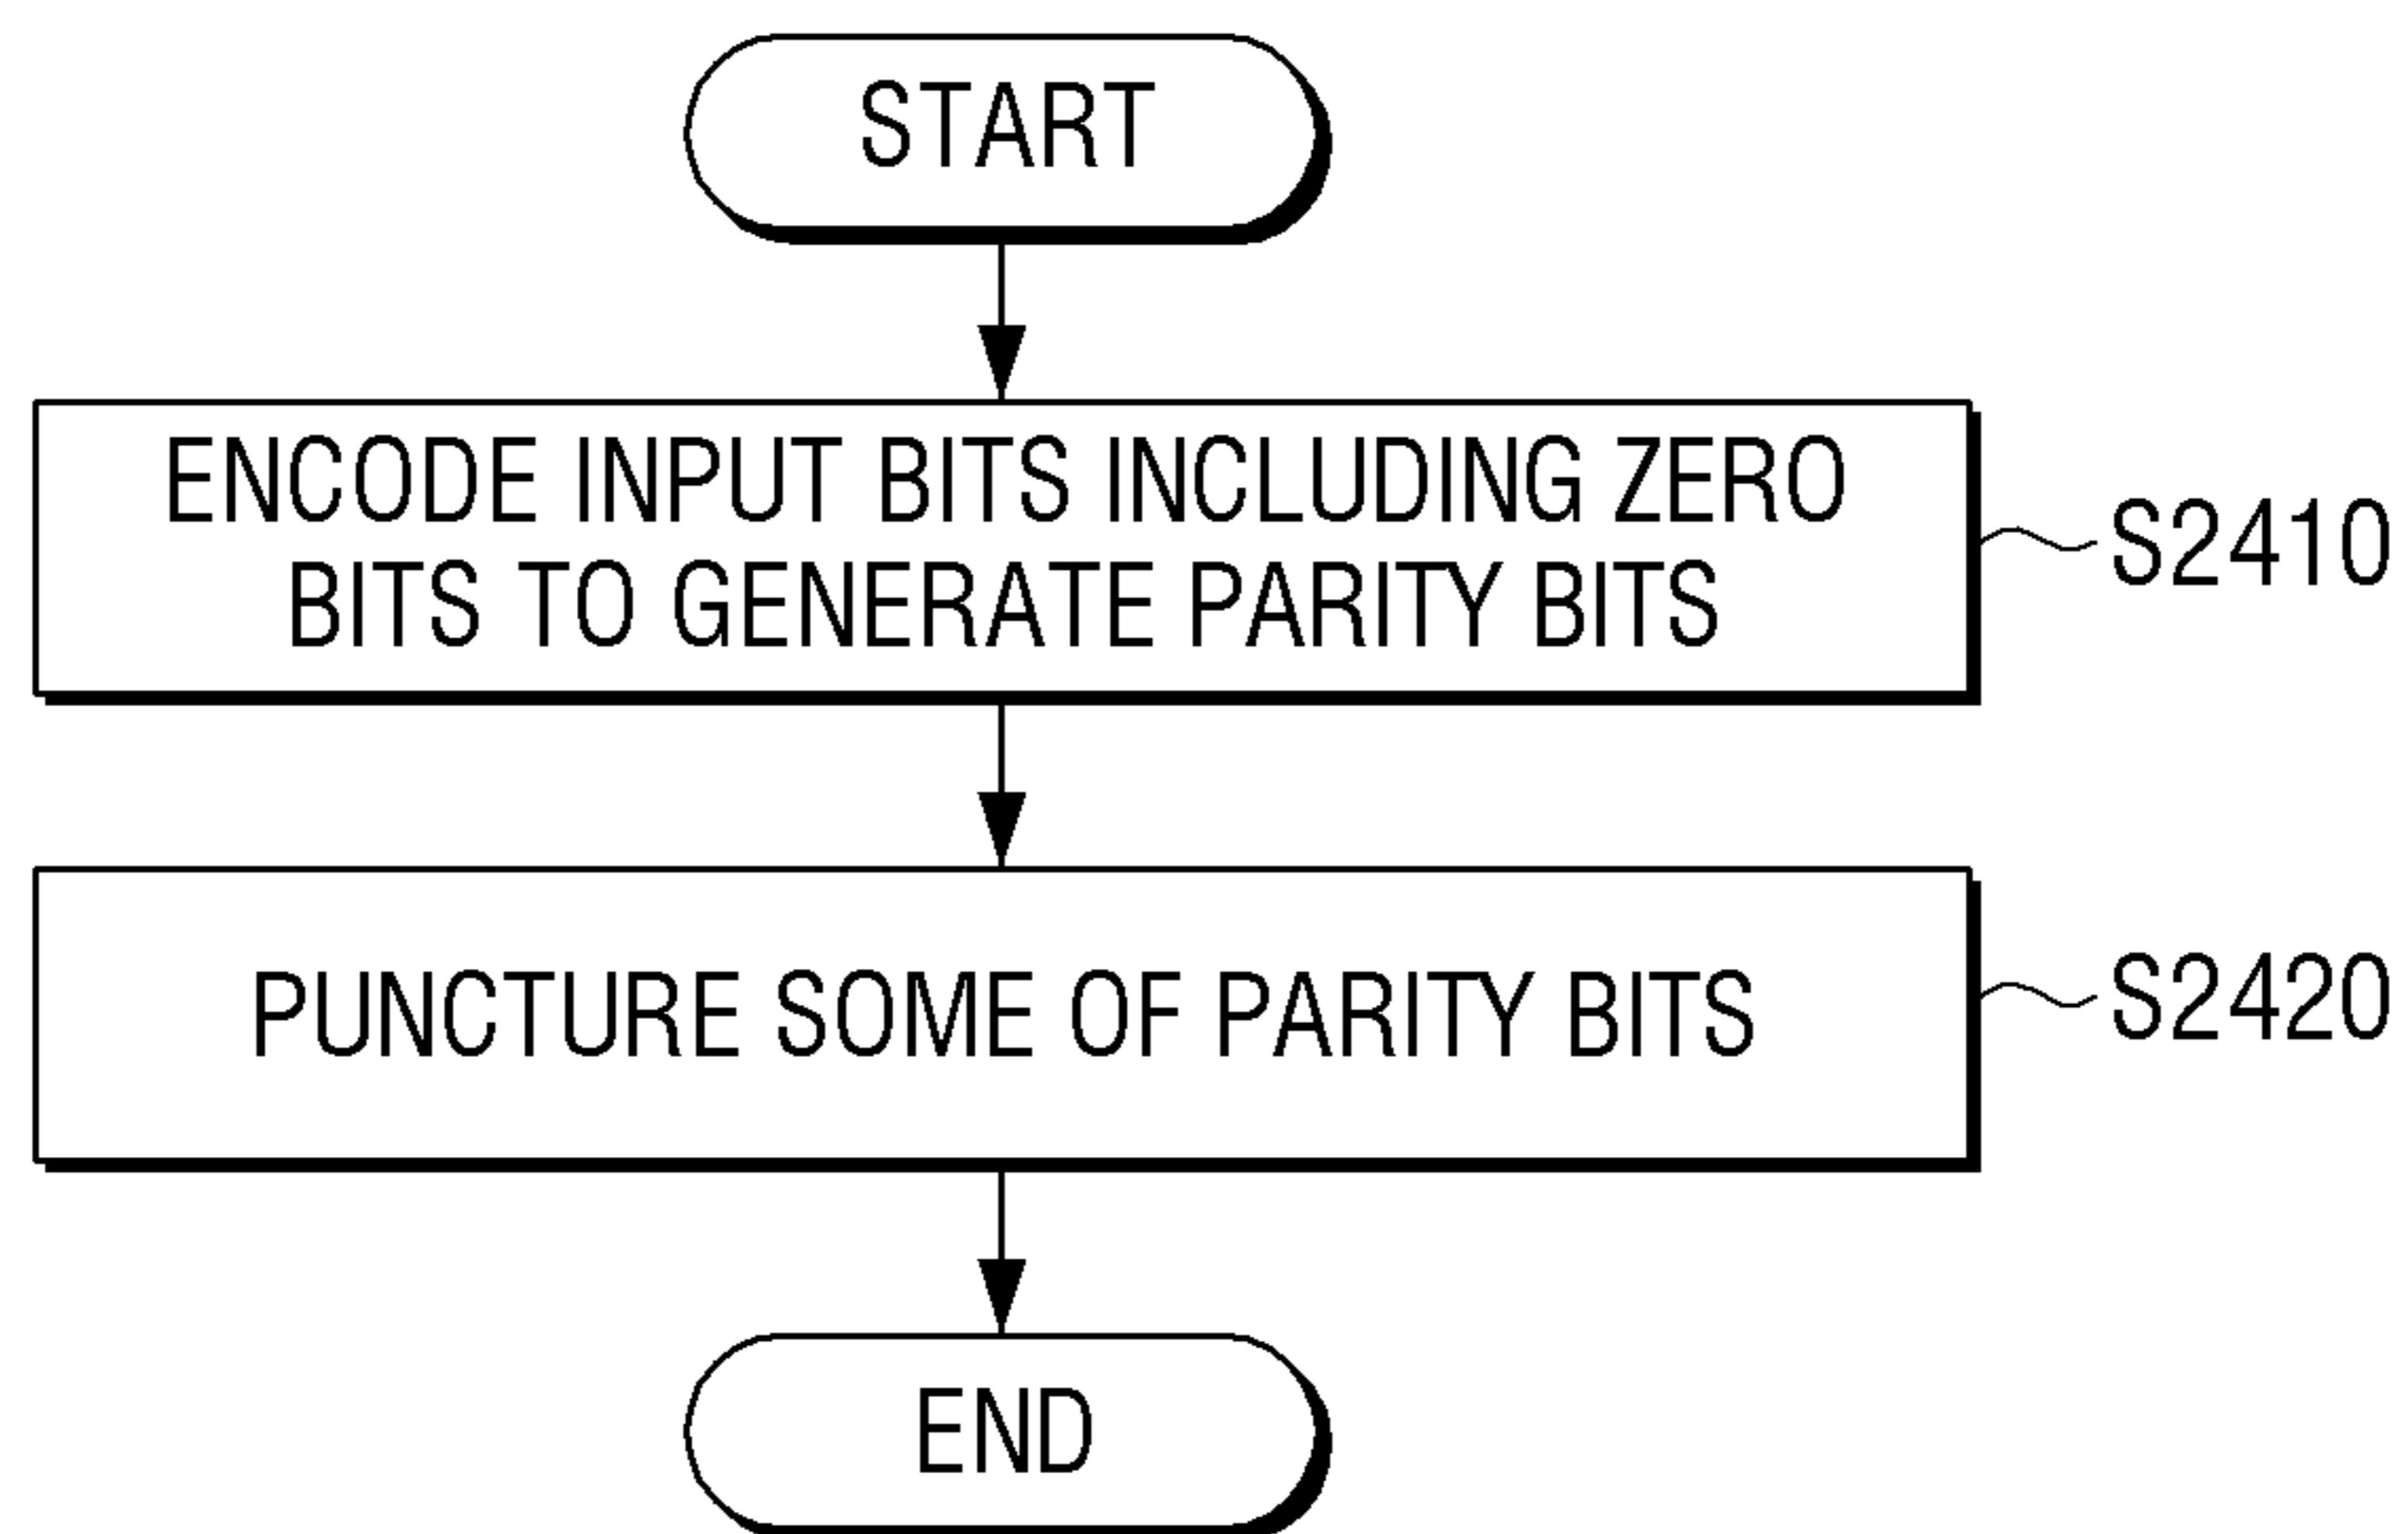 START
ENCODE INPUT BITS INCLUDING ZERO
BITS TO GENERATE PARITY BITS
S2410
PUNCTURE SOME OF PARITY BITS
S2420
END